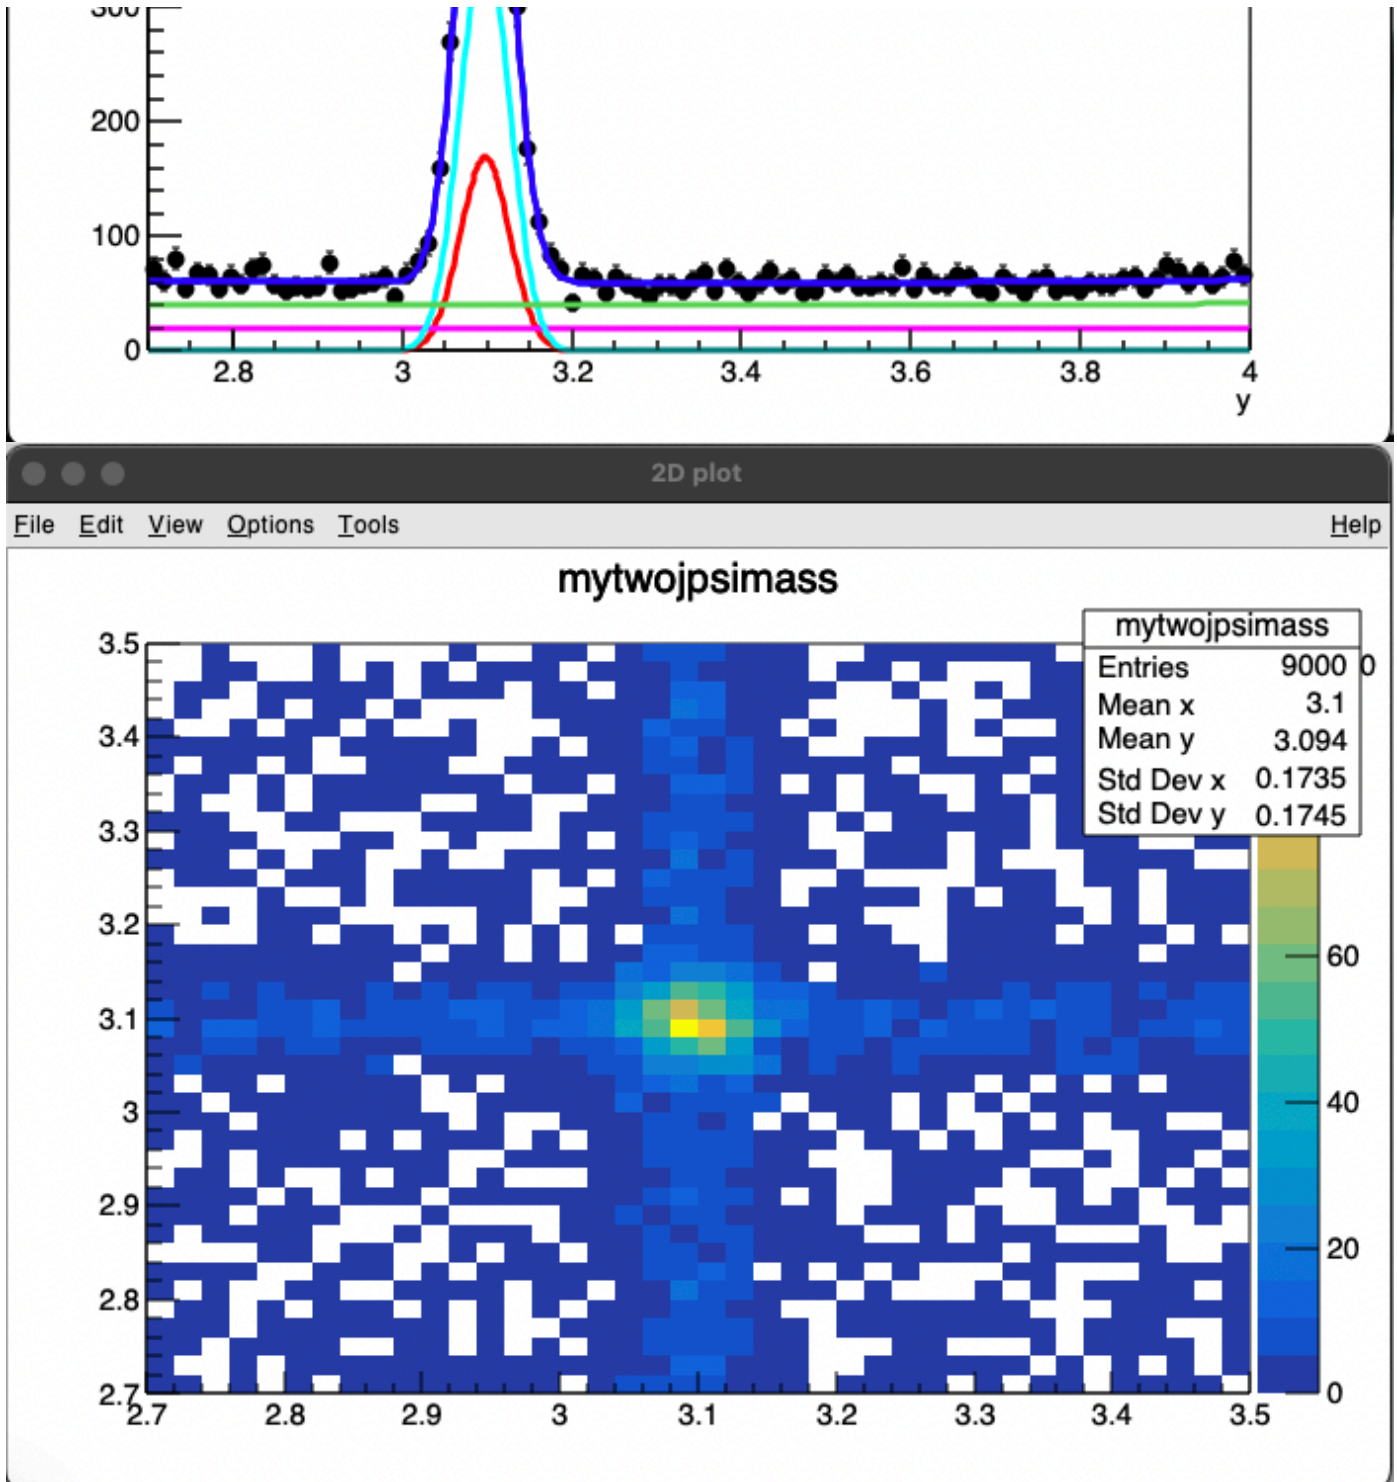 300
200
100
0
2.8 3 3.2 3.4 3.6 3.8 4
y
2D plot
File Edit View Options Tools Help
mytwojpsimass
mytwojpsimass
Entries 9000 0
Mean x 3.1
Mean y 3.094
Std Dev x 0.1735
Std Dev y 0.1745
3.5
3.4
3.3
3.2
3.1
3
2.9
2.8
2.7
60
40
20
0
2.7 2.8 2.9 3 3.1 3.2 3.3 3.4 3.5